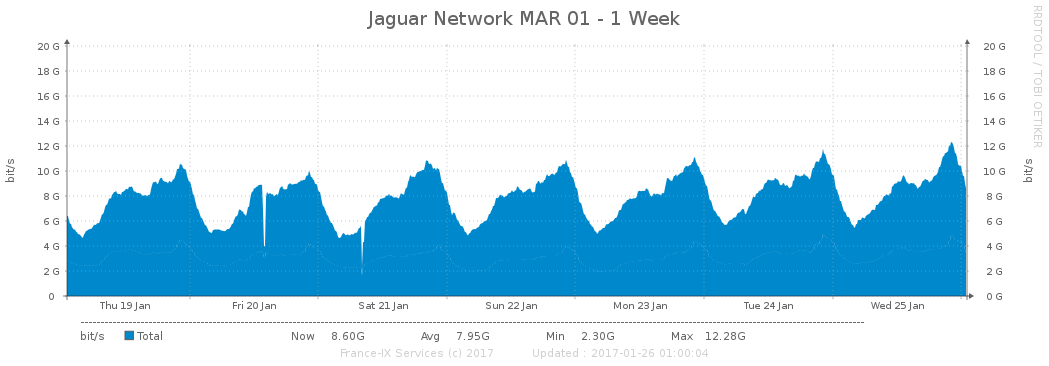 Jaguar Network MAR 01 - 1 Week
RRDTOOL / TOBI OETIKER
bit/s
bit/s
20 G 20 G
18 G 18 G
16 G 16 G
14 G 14 G
12 G 12 G
10 G 10 G
8 G 8 G
6 G 6 G
4 G 4 G
2 G 2 G
0 0 G
Thu 19 Jan Fri 20 Jan Sat 21 Jan Sun 22 Jan Mon 23 Jan Tue 24 Jan Wed 25 Jan
bit/s Total Now 8.60G Avg 7.95G Min 2.30G Max 12.28G
France-IX Services (c) 2017 Updated : 2017-01-26 01:00:04